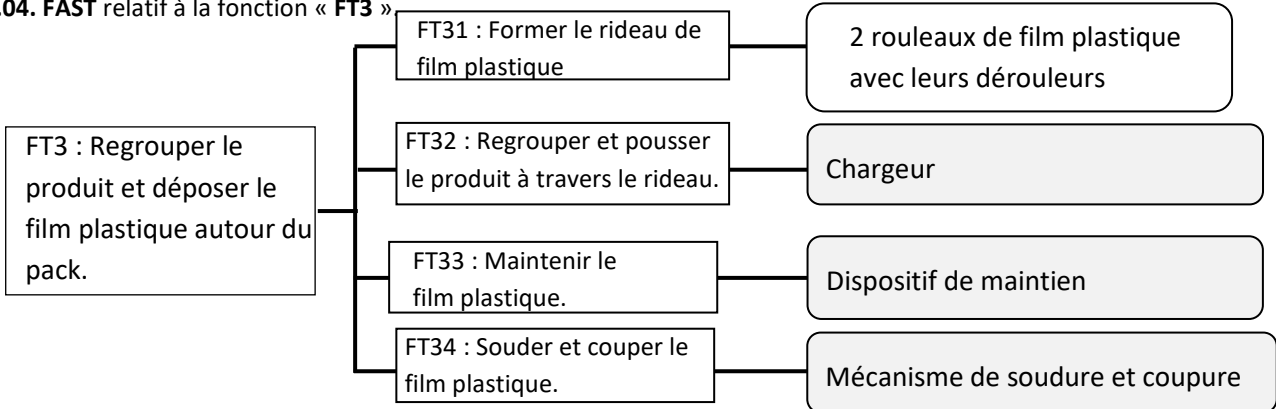 .04. FAST relatif à la fonction « FT3 ».
FT31 : Former le rideau de
film plastique
2 rouleaux de film plastique
avec leurs dérouleurs
FT3 : Regrouper le
produit et déposer le
film plastique autour du
pack.
FT32 : Regrouper et pousser
le produit à travers le rideau.
Chargeur
FT33 : Maintenir le
film plastique.
Dispositif de maintien
FT34 : Souder et couper le
film plastique.
Mécanisme de soudure et coupure